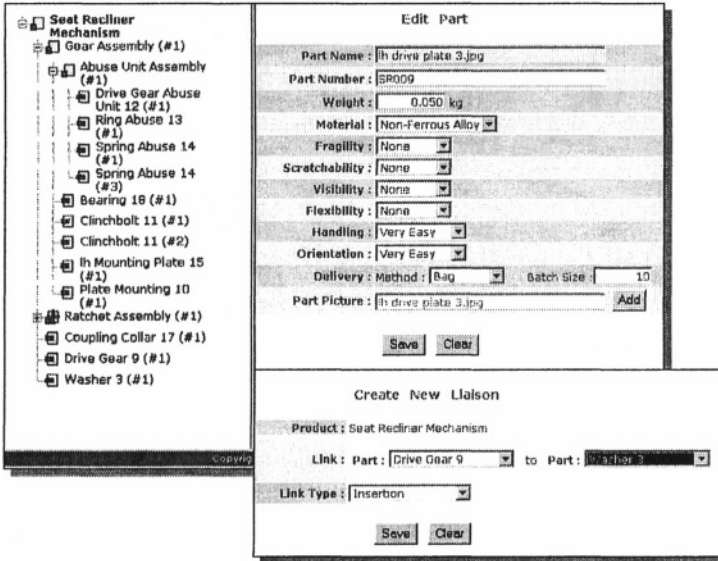 Seat Recliner
Mechanism
Gear Assembly (#1)
Abuse Unit Assembly
(#1)
Drive Gear Abuse
Unit 12 (#1)
Ring Abuse 13
(#1)
Spring Abuse 14
(#1)
Spring Abuse 14
(#3)
Bearing 18 (#1)
Clinchbolt 11 (#1)
Clinchbolt 11 (#2)
lh Mounting Plate 15
(#1)
Plate Mounting 10
(#1)
Ratchet Assembly (#1)
Coupling Collar 17 (#1)
Drive Gear 9 (#1)
Washer 3 (#1)
Copyrig
Edit Part
Part Name : lh drive plate 3.jpg
Part Number : SR009
Weight : 0.050 kg
Material : Non-Ferrous Alloy
Fragility : None
Scratchability : None
Visibility : None
Flexibility : None
Handling : Very Easy
Orientation : Very Easy
Delivery : Method : Bag Batch Size : 10
Part Picture : lh drive plate 3.jpg Add
Save Clear
Create New Liaison
Product : Seat Recliner Mechanism
Link : Part : Drive Gear 9 to Part : Washer 3
Link Type : Insertion
Save Clear